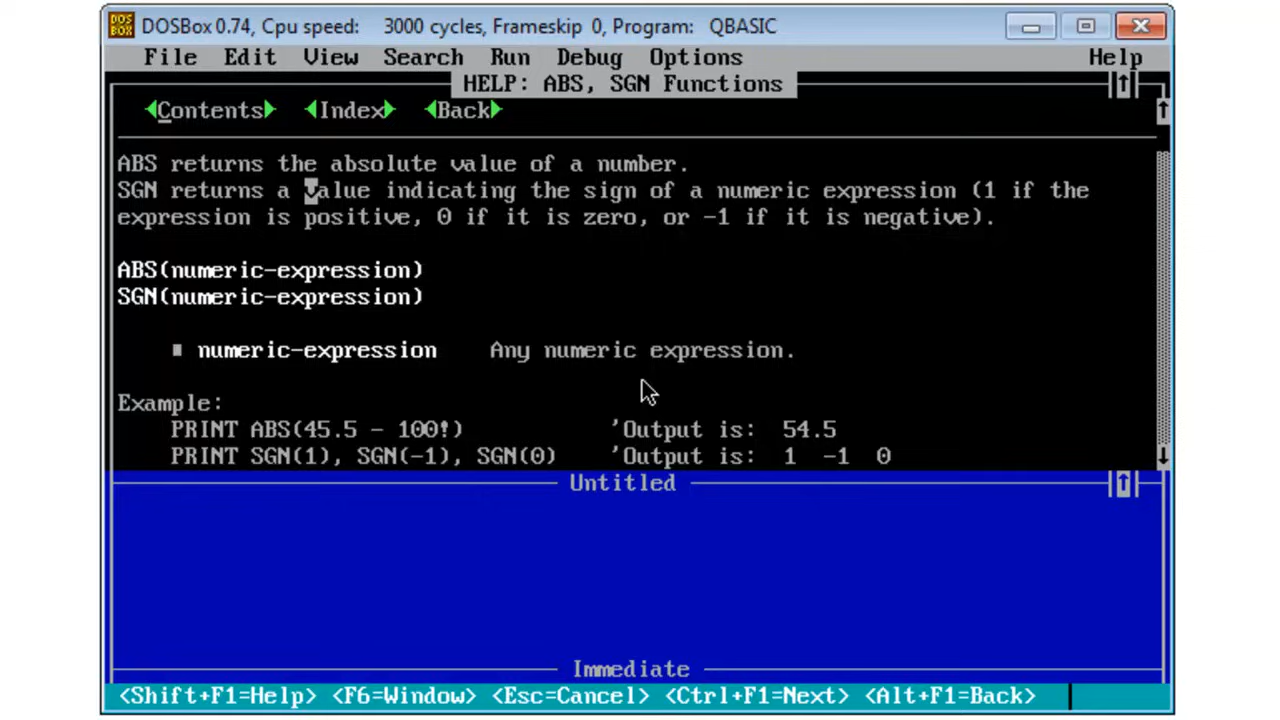 DOSBox 0.74, Cpu speed: 3000 cycles, Frameskip 0, Program: QBASIC
File Edit View Search Run Debug Options Help
HELP: ABS, SGN Functions
Contents Index Back
ABS returns the absolute value of a number.
SGN returns a value indicating the sign of a numeric expression (1 if the
expression is positive, 0 if it is zero, or -1 if it is negative).
ABS(numeric-expression)
SGN(numeric-expression)
numeric-expression Any numeric expression.
Example:
PRINT ABS(45.5 - 100!) 'Output is: 54.5
PRINT SGN(1), SGN(-1), SGN(0) 'Output is: 1 -1 0
Untitled
Immediate
<Shift+F1=Help> <F6=Window> <Esc=Cancel> <Ctrl+F1=Next> <Alt+F1=Back>